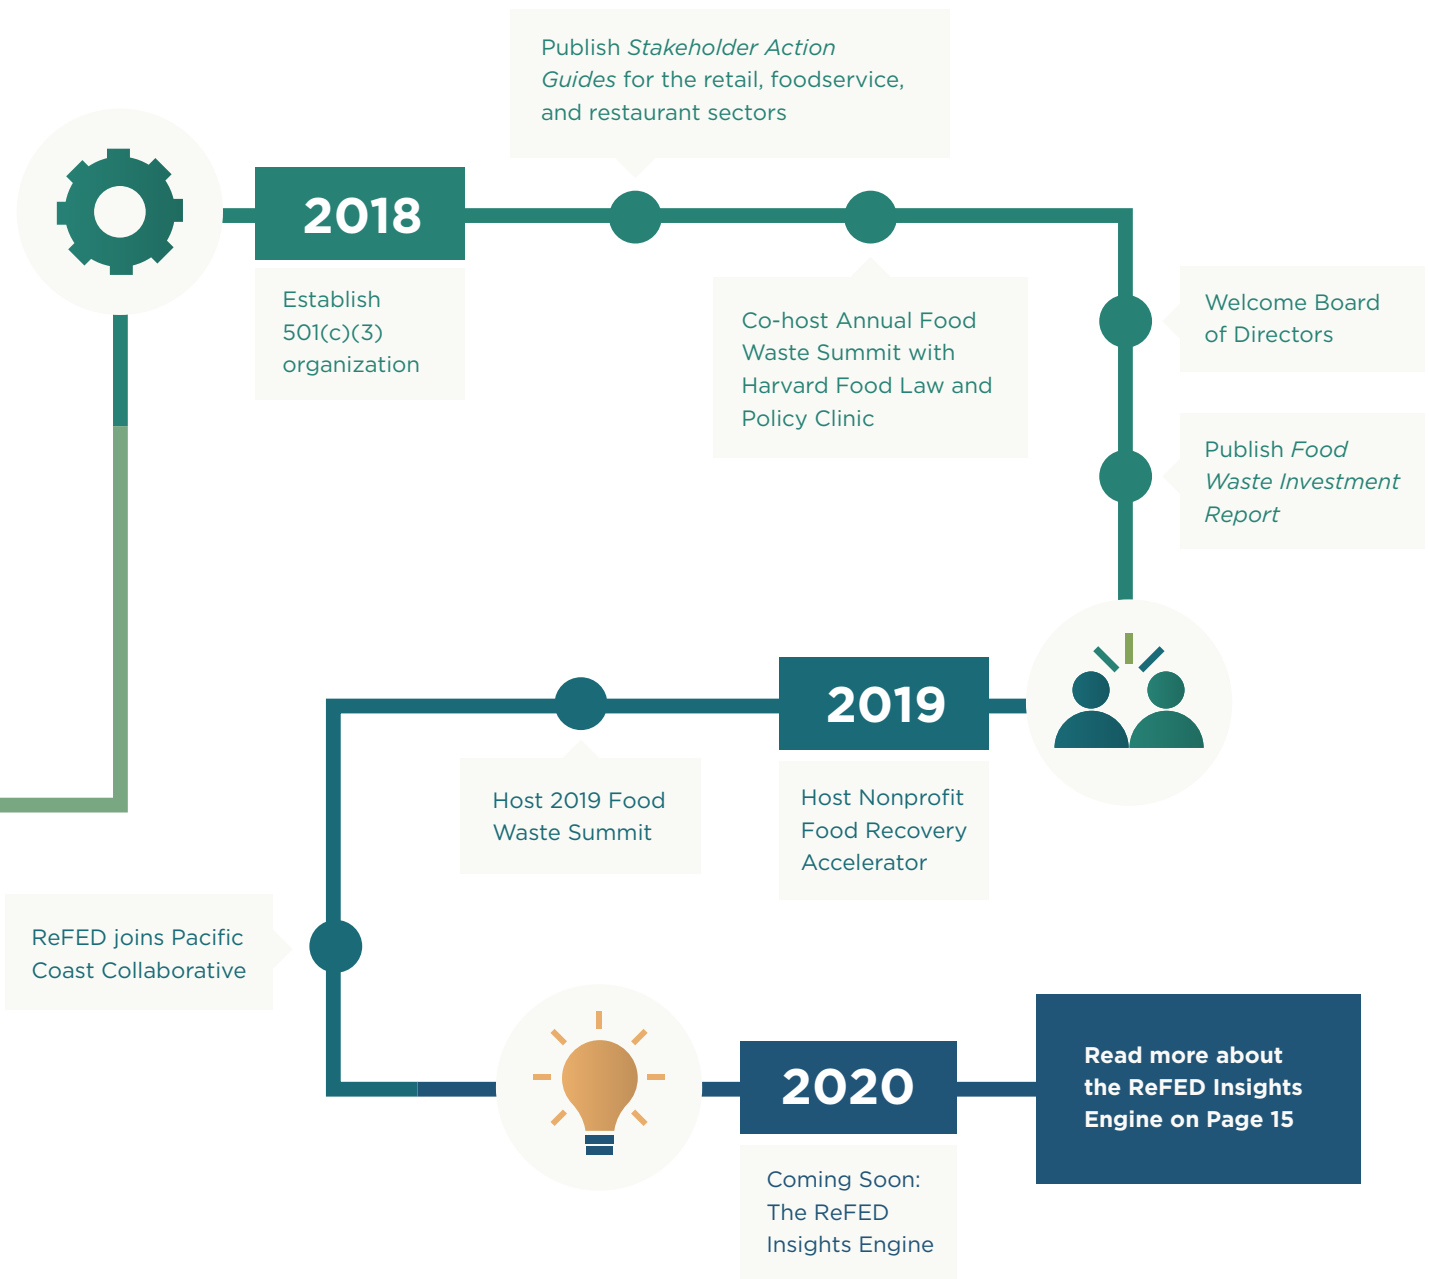 Publish Stakeholder Action
Guides for the retail, foodservice,
and restaurant sectors
2018
Establish
501(c)(3)
organization
Co-host Annual Food
Waste Summit with
Harvard Food Law and
Policy Clinic
Welcome Board
of Directors
Publish Food
Waste Investment
Report
2019
Host Nonprofit
Food Recovery
Accelerator
Host 2019 Food
Waste Summit
ReFED joins Pacific
Coast Collaborative
2020
Coming Soon:
The ReFED
Insights Engine
Read more about
the ReFED Insights
Engine on Page 15